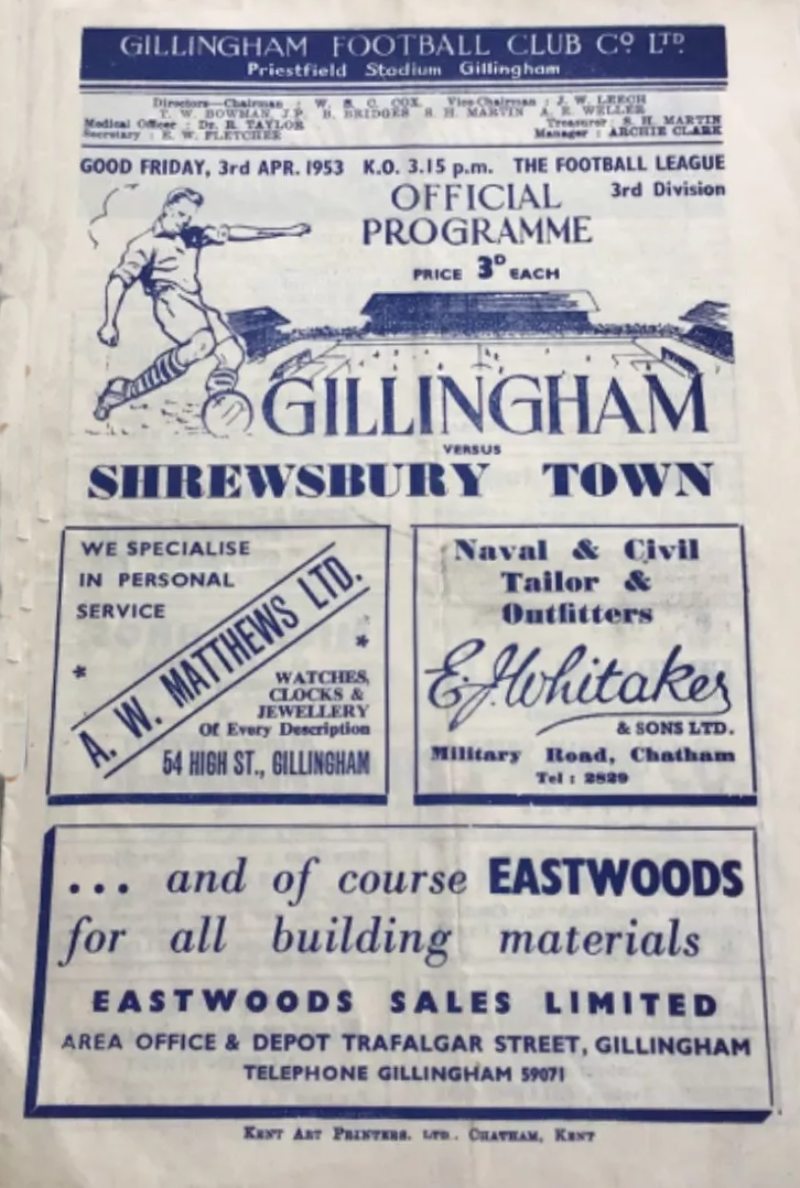 GILLINGHAM FOOTBALL CLUB Cº LTD.
Priestfield Stadium Gillingham
Directors—Chairman : W. S. C. COX. Vice-Chairman : J. W. LEECH
T. W. BOWMAN, J.P. B. BRIDGES S. H. MARTIN A. E. WELLER
Medical Officer : Dr. R. TAYLOR Treasurer : S. H. MARTIN
Secretary : E. W. FLETCHER Manager : ARCHIE CLARK
GOOD FRIDAY, 3rd APR. 1953 K.O. 3.15 p.m. THE FOOTBALL LEAGUE
3rd Division
OFFICIAL
PROGRAMME
PRICE 3D EACH
GILLINGHAM
VERSUS
SHREWSBURY TOWN
WE SPECIALISE
IN PERSONAL
SERVICE
A. W. MATTHEWS LTD.
WATCHES,
CLOCKS &
JEWELLERY
Of Every Description
54 HIGH ST., GILLINGHAM
Naval & Civil
Tailor &
Outfitters
E. J. Whitaker
& SONS LTD.
Military Road, Chatham
Tel : 2829
... and of course EASTWOODS
for all building materials
EASTWOODS SALES LIMITED
AREA OFFICE & DEPOT TRAFALGAR STREET, GILLINGHAM
TELEPHONE GILLINGHAM 59071
KENT ART PRINTERS. LTD. CHATHAM, KENT